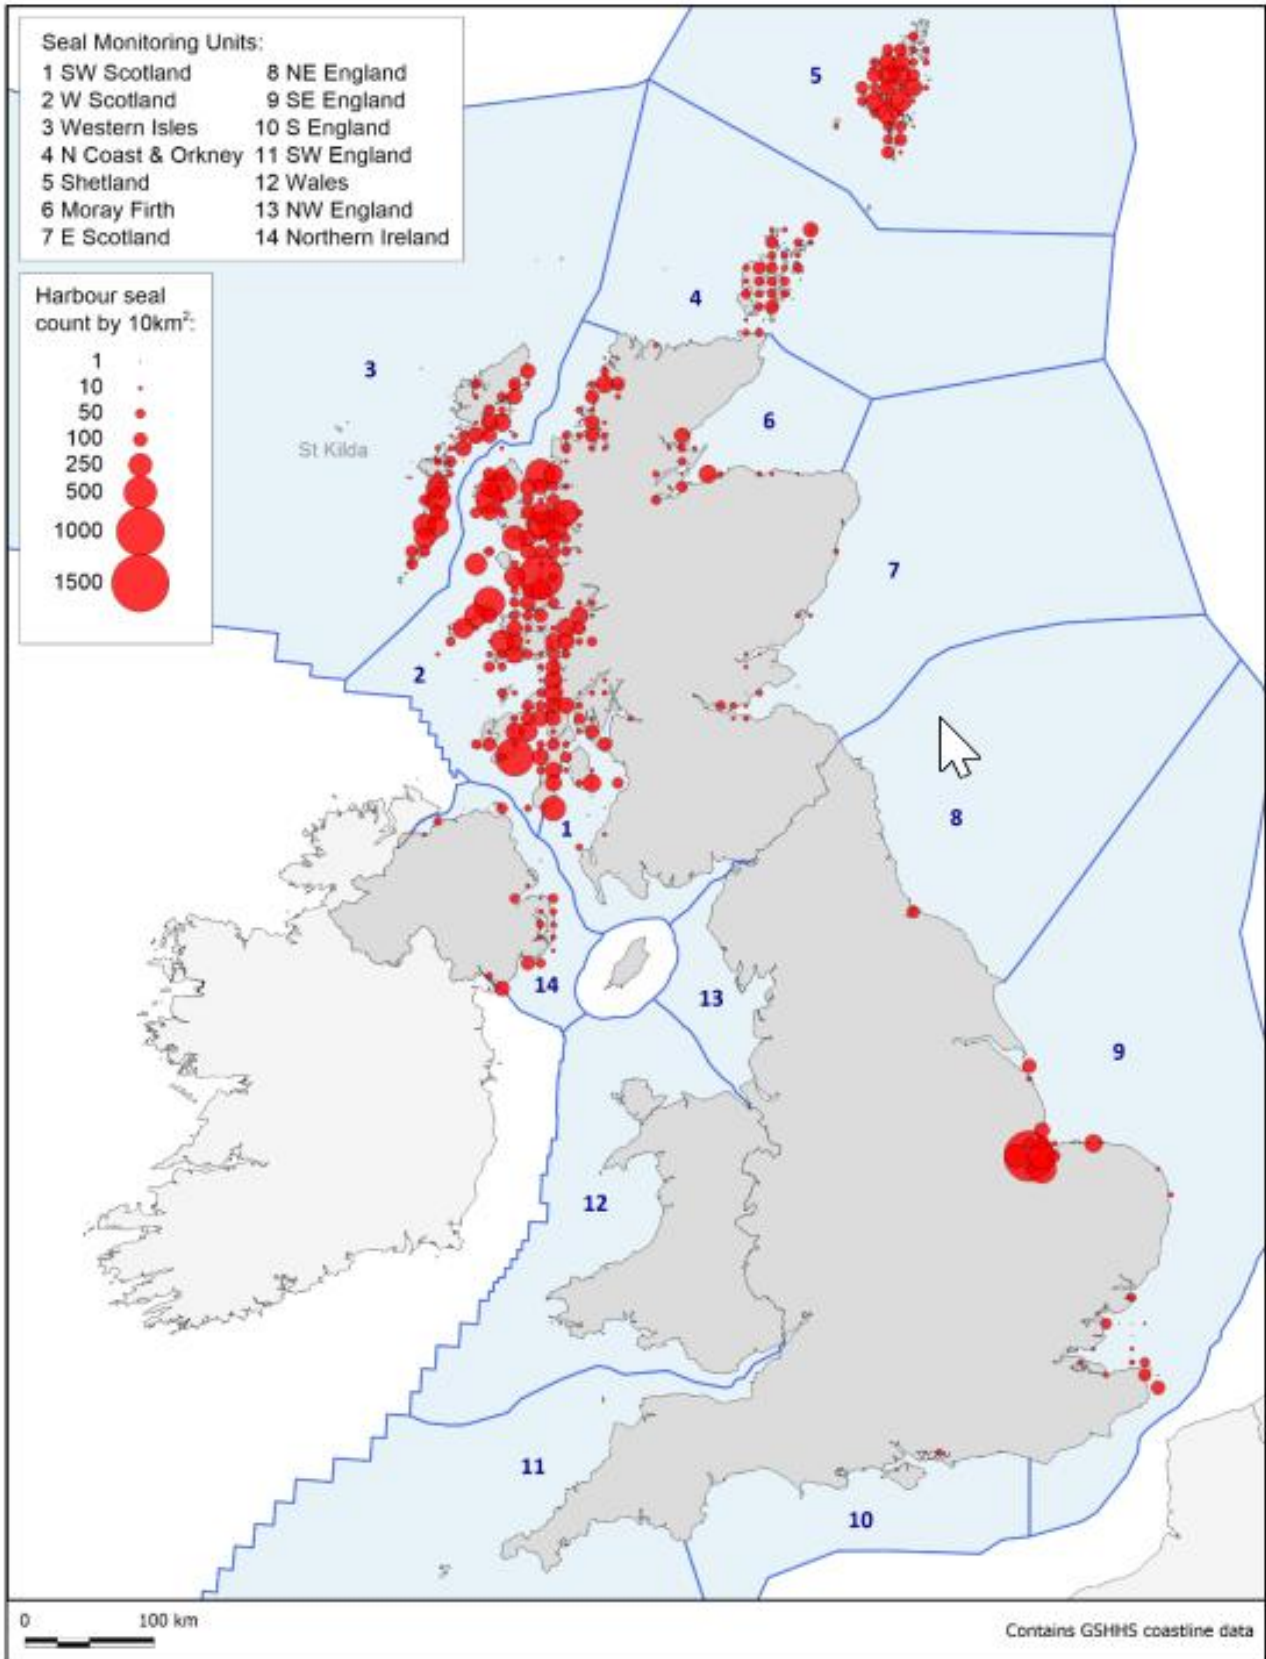 Seal Monitoring Units:
1 SW Scotland 8 NE England
2 W Scotland 9 SE England
3 Western Isles 10 S England
4 N Coast & Orkney 11 SW England
5 Shetland 12 Wales
6 Moray Firth 13 NW England
7 E Scotland 14 Northern Ireland
Harbour seal
count by 10km²:
1
10
50
100
250
500
1000
1500
5
4
3
6
St Kilda
7
2
8
1
14
13
9
12
11
10
0 100 km
Contains GSHHS coastline data